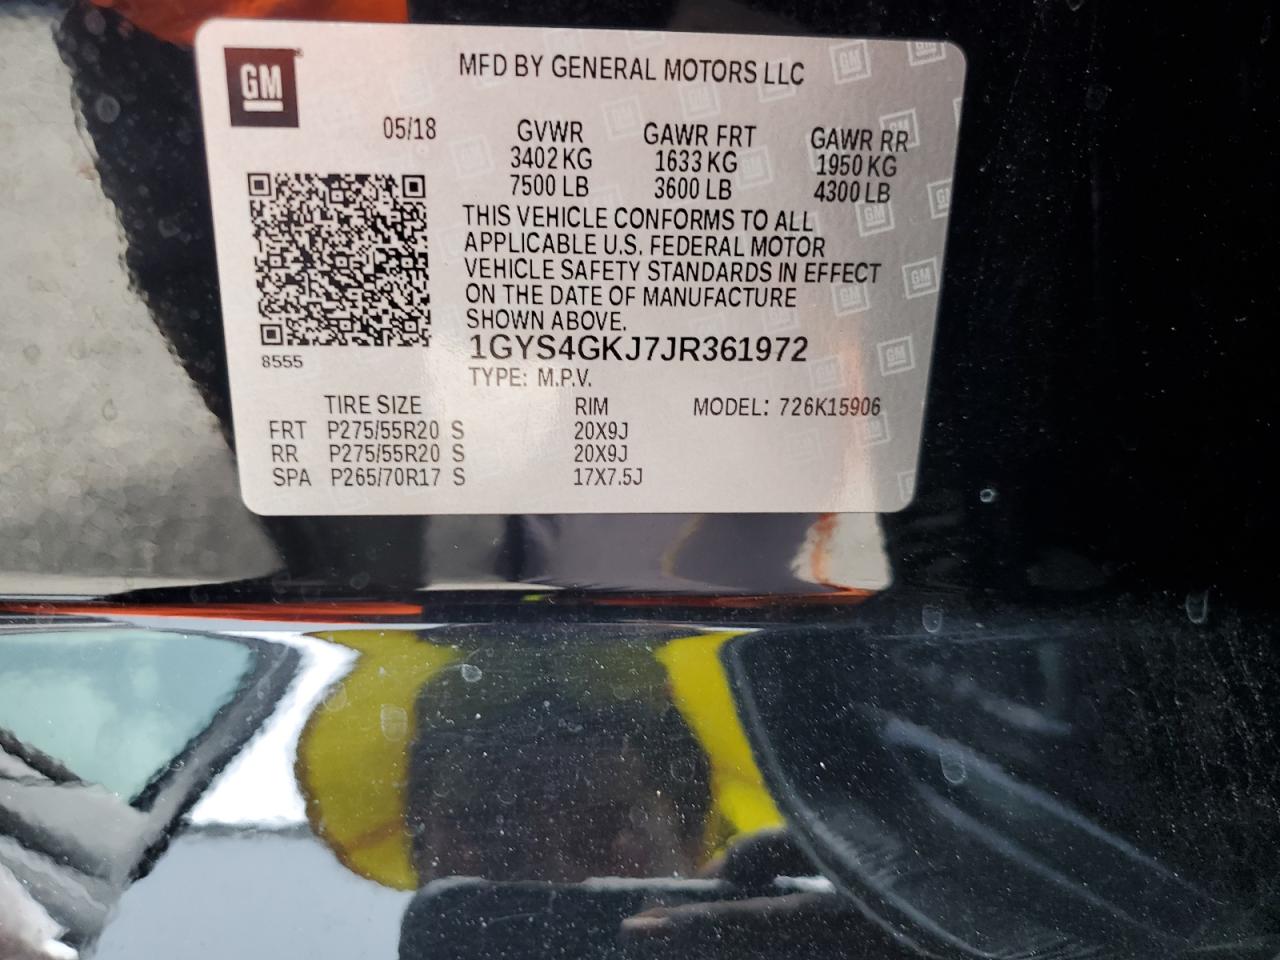 GM
MFD BY GENERAL MOTORS LLC
05/18
GVWR GAWR FRT GAWR RR
3402 KG 1633 KG 1950 KG
7500 LB 3600 LB 4300 LB
THIS VEHICLE CONFORMS TO ALL
APPLICABLE U.S. FEDERAL MOTOR
VEHICLE SAFETY STANDARDS IN EFFECT
ON THE DATE OF MANUFACTURE
SHOWN ABOVE.
8555
1GYS4GKJ7JR361972
TYPE: M.P.V.
TIRE SIZE RIM MODEL: 726K15906
FRT P275/55R20 S 20X9J
RR P275/55R20 S 20X9J
SPA P265/70R17 S 17X7.5J